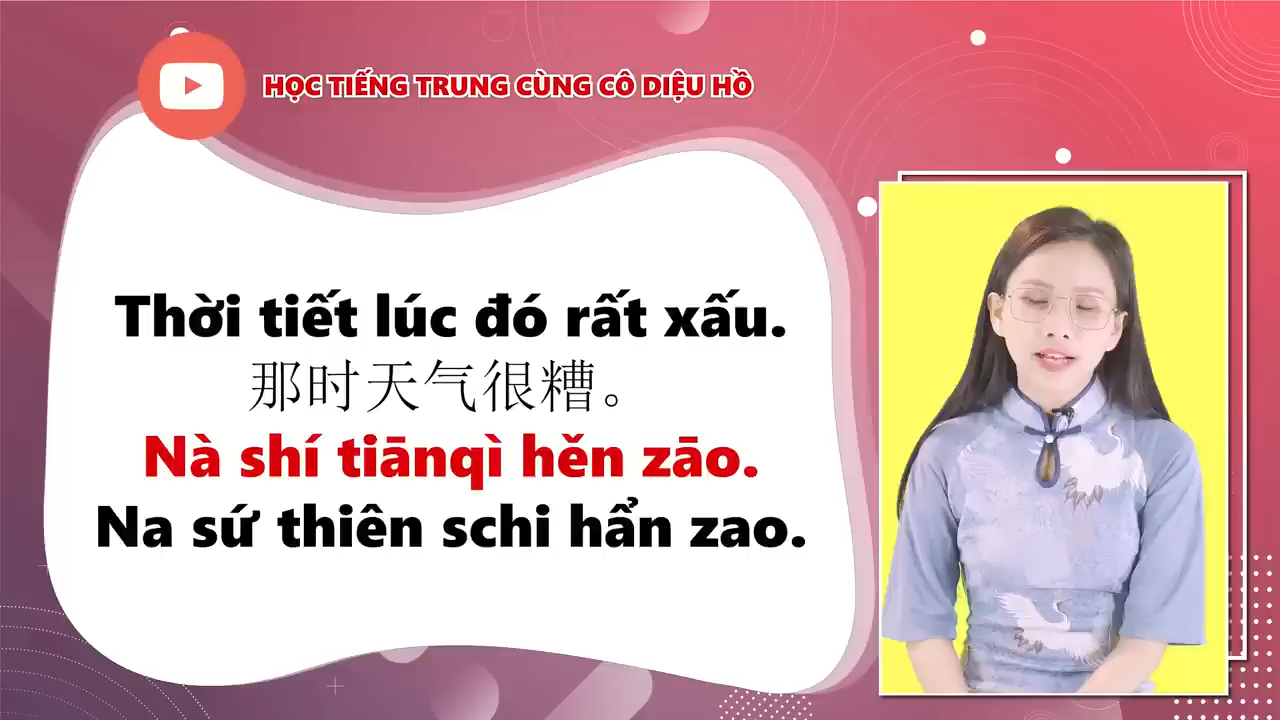 HỌC TIẾNG TRUNG CÙNG CÔ DIỆU HỒ
Thời tiết lúc đó rất xấu.
那时天气很糟。
Nà shí tiānqì hěn zāo.
Na sứ thiên schi hẩn zao.